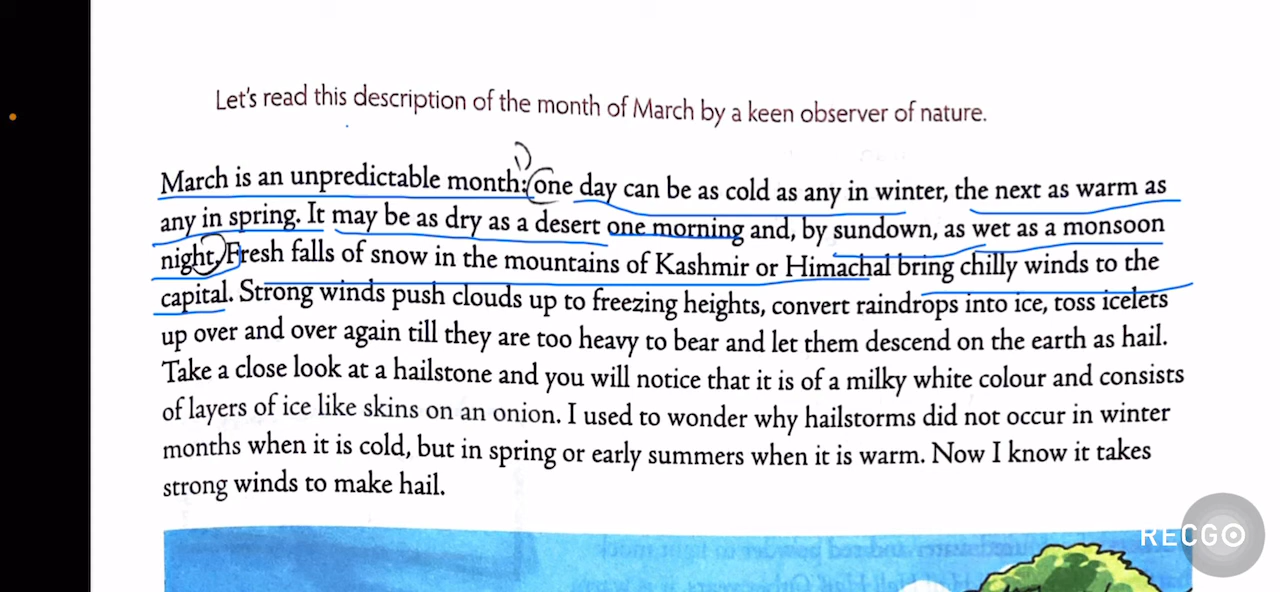 Let's read this description of the month of March by a keen observer of nature.
March is an unpredictable month: one day can be as cold as any in winter, the next as warm as
any in spring. It may be as dry as a desert one morning and, by sundown, as wet as a monsoon
night. Fresh falls of snow in the mountains of Kashmir or Himachal bring chilly winds to the
capital. Strong winds push clouds up to freezing heights, convert raindrops into ice, toss icelets
up over and over again till they are too heavy to bear and let them descend on the earth as hail.
Take a close look at a hailstone and you will notice that it is of a milky white colour and consists
of layers of ice like skins on an onion. I used to wonder why hailstorms did not occur in winter
months when it is cold, but in spring or early summers when it is warm. Now I know it takes
strong winds to make hail.
RECGO